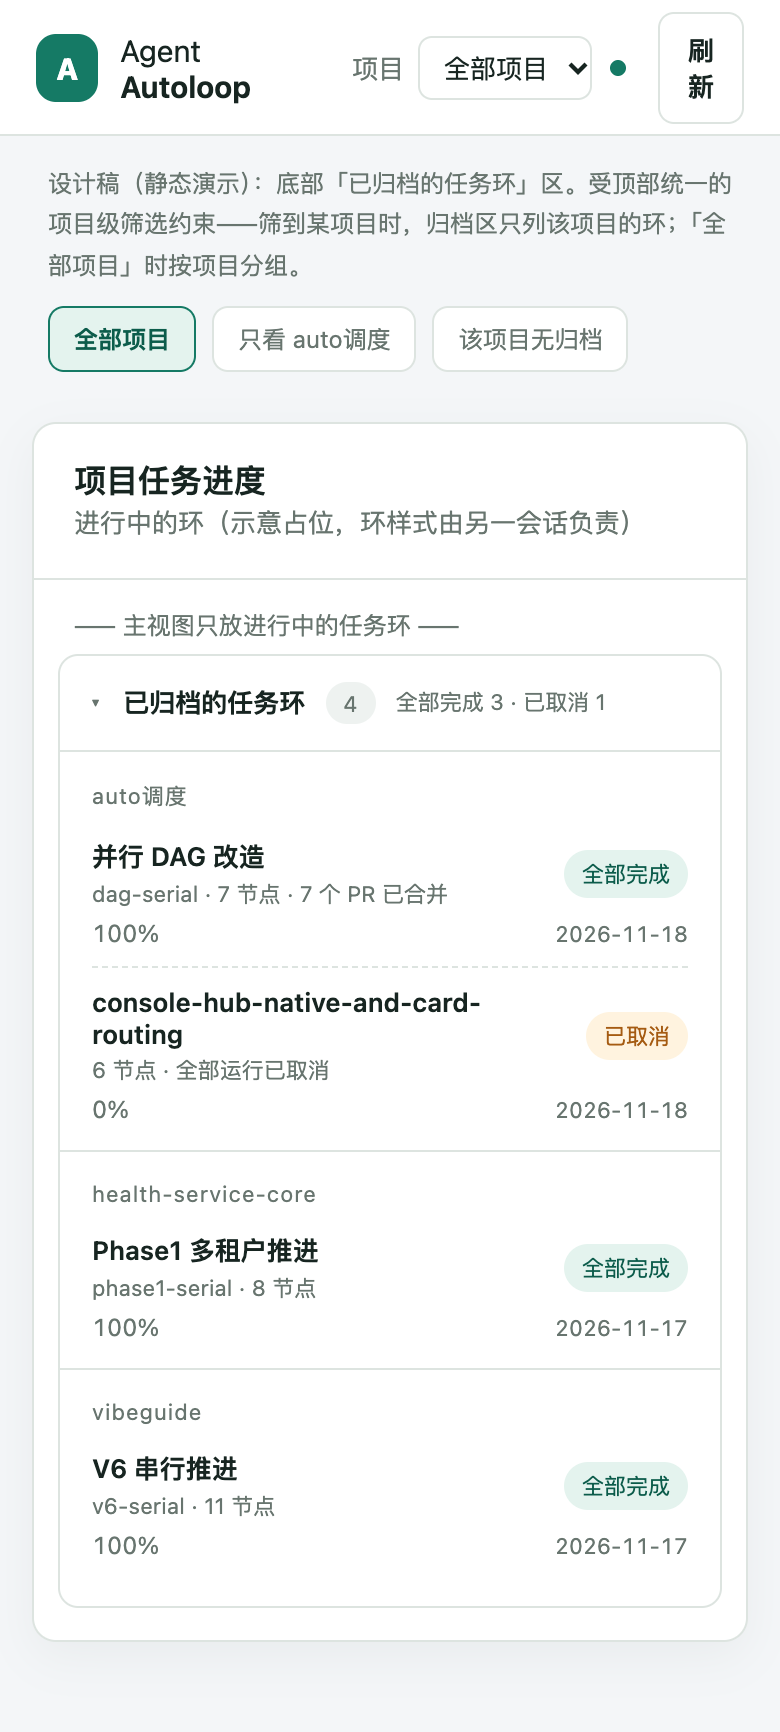 A
Agent
Autoloop
项目
全部项目
刷
新
设计稿（静态演示）：底部「已归档的任务环」区。受顶部统一的
项目级筛选约束——筛到某项目时，归档区只列该项目的环；「全
部项目」时按项目分组。
全部项目
只看 auto调度
该项目无归档
项目任务进度
进行中的环（示意占位，环样式由另一会话负责）
—— 主视图只放进行中的任务环 ——
▾ 已归档的任务环 4 全部完成 3 · 已取消 1
auto调度
并行 DAG 改造
dag-serial · 7 节点 · 7 个 PR 已合并
全部完成
100%
2026-11-18
console-hub-native-and-card-
routing
6 节点 · 全部运行已取消
已取消
0%
2026-11-18
health-service-core
Phase1 多租户推进
phase1-serial · 8 节点
全部完成
100%
2026-11-17
vibeguide
V6 串行推进
v6-serial · 11 节点
全部完成
100%
2026-11-17